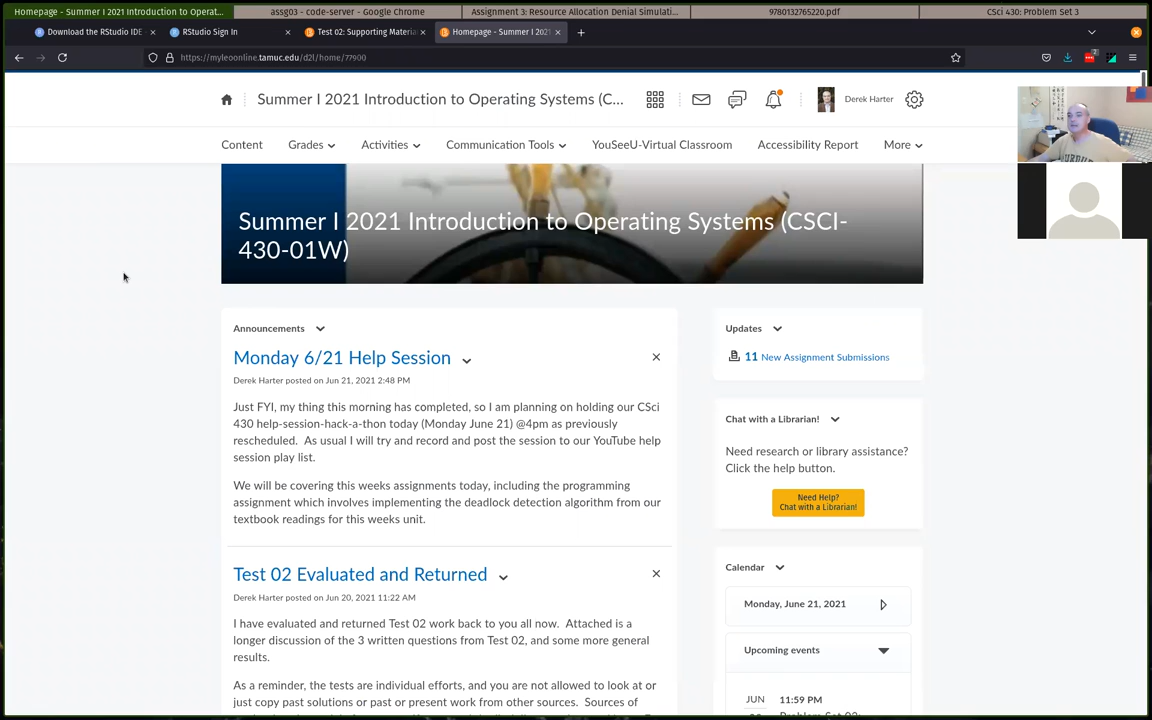 Homepage - Summer I 2021 Introduction to Operat...
assg03 - code-server - Google Chrome
Assignment 3: Resource Allocation Denial Simulati...
9780132765220.pdf
CSci 430: Problem Set 3
Download the RStudio IDE
RStudio Sign In
Test 02: Supporting Materia
Homepage - Summer I 2021
https://myleoonline.tamuc.edu/d2l/home/77900
2
Summer I 2021 Introduction to Operating Systems (C...
Derek Harter
Content
Grades
Activities
Communication Tools
YouSeeU-Virtual Classroom
Accessibility Report
More
Summer I 2021 Introduction to Operating Systems (CSCI-
430-01W)
Announcements
Monday 6/21 Help Session
Derek Harter posted on Jun 21, 2021 2:48 PM
Just FYI, my thing this morning has completed, so I am planning on holding our CSci
430 help-session-hack-a-thon today (Monday June 21) @4pm as previously
rescheduled. As usual I will try and record and post the session to our YouTube help
session play list.
We will be covering this weeks assignments today, including the programming
assignment which involves implementing the deadlock detection algorithm from our
textbook readings for this weeks unit.
Test 02 Evaluated and Returned
Derek Harter posted on Jun 20, 2021 11:22 AM
I have evaluated and returned Test 02 work back to you all now. Attached is a
longer discussion of the 3 written questions from Test 02, and some more general
results.
As a reminder, the tests are individual efforts, and you are not allowed to look at or
just copy past solutions or past or present work from other sources. Sources of
Updates
11 New Assignment Submissions
Chat with a Librarian!
Need research or library assistance?
Click the help button.
Need Help?
Chat with a Librarian!
Calendar
Monday, June 21, 2021
Upcoming events
JUN
11:59 PM
Problem Set 02: